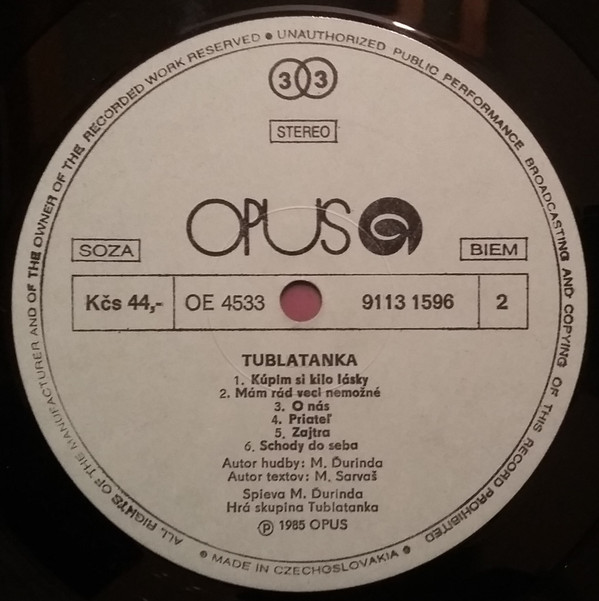 ALL RIGHTS OF THE MANUFACTURER AND OF THE OWNER OF THE RECORDED WORK RESERVED ● UNAUTHORIZED PUBLIC PERFORMANCE BROADCASTING AND COPYING OF THIS RECORD PROHIBITED
● MADE IN CZECHOSLOVAKIA ●
33
STEREO
OPUS
SOZA
BIEM
Kčs 44,- OE 4533 9113 1596 2
TUBLATANKA
1. Kúpim si kilo lásky
2. Mám rád veci nemožné
3. O nás
4. Priateľ
5. Zajtra
6. Schody do seba
Autor hudby: M. Ďurinda
Autor textov: M. Sarvaš
Spieva M. Ďurinda
Hrá skupina Tublatanka
Ⓟ 1985 OPUS